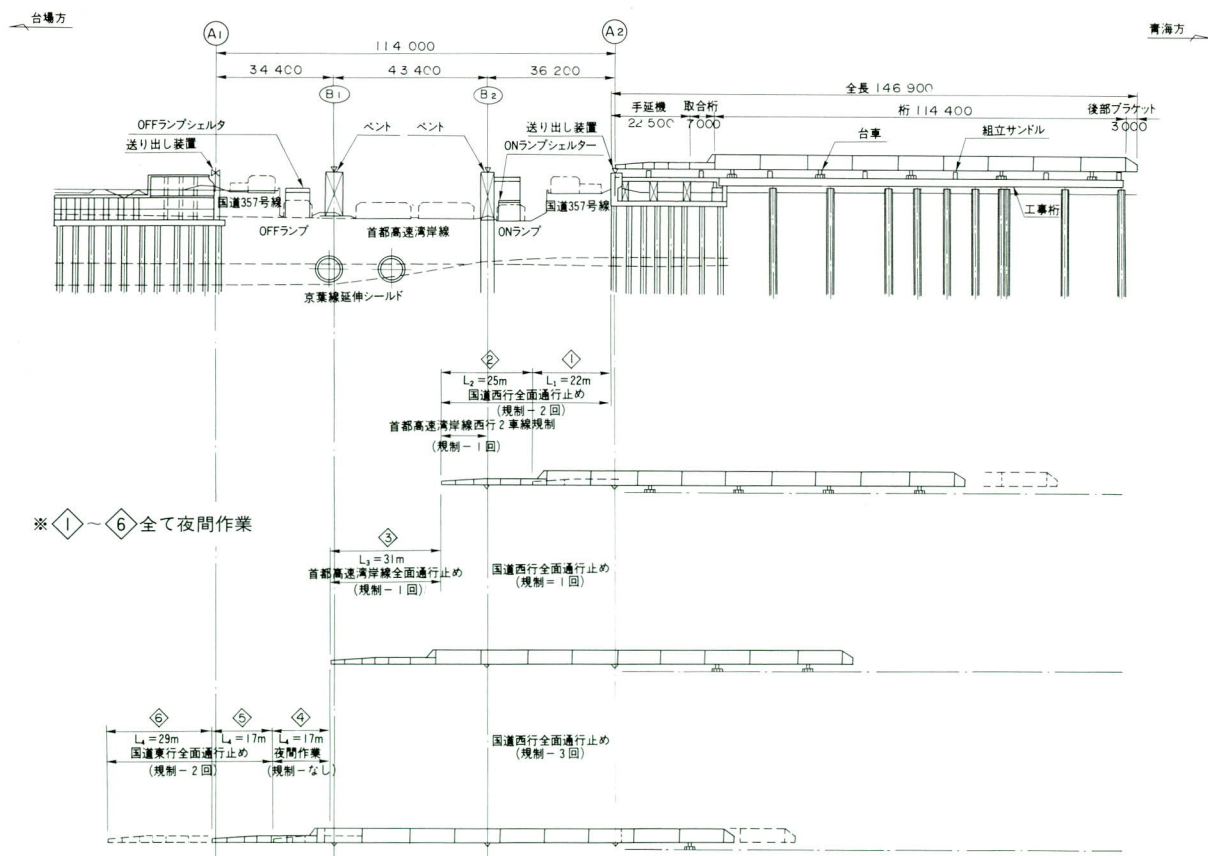 台場方
青海方
A1
A2
114 000
34 400
43 400
36 200
B1
B2
全長 146 900
手延機
22 500
取合桁
7000
桁 114 400
後部ブラケット
3000
OFFランプシェルタ
送り出し装置
ベント
ベント
送り出し装置
ONランプシェルター
台車
組立サンドル
国道357号線
OFFランプ
首都高速湾岸線
ONランプ
国道357号線
工事桁
京葉線延伸シールド
②
①
L₂=25m
L₁=22m
国道西行全面通行止め
(規制-2回)
首都高速湾岸線西行2車線規制
(規制-1回)
※①~⑥全て夜間作業
③
L₃=31m
首都高速湾岸線全面通行止め
(規制-1回)
国道西行全面通行止め
(規制=1回)
⑥
⑤
④
L₄=29m
L₄=17m
L₄=17m
国道東行全面通行止め
(規制-2回)
夜間作業
(規制-なし)
国道西行全面通行止め
(規制-3回)